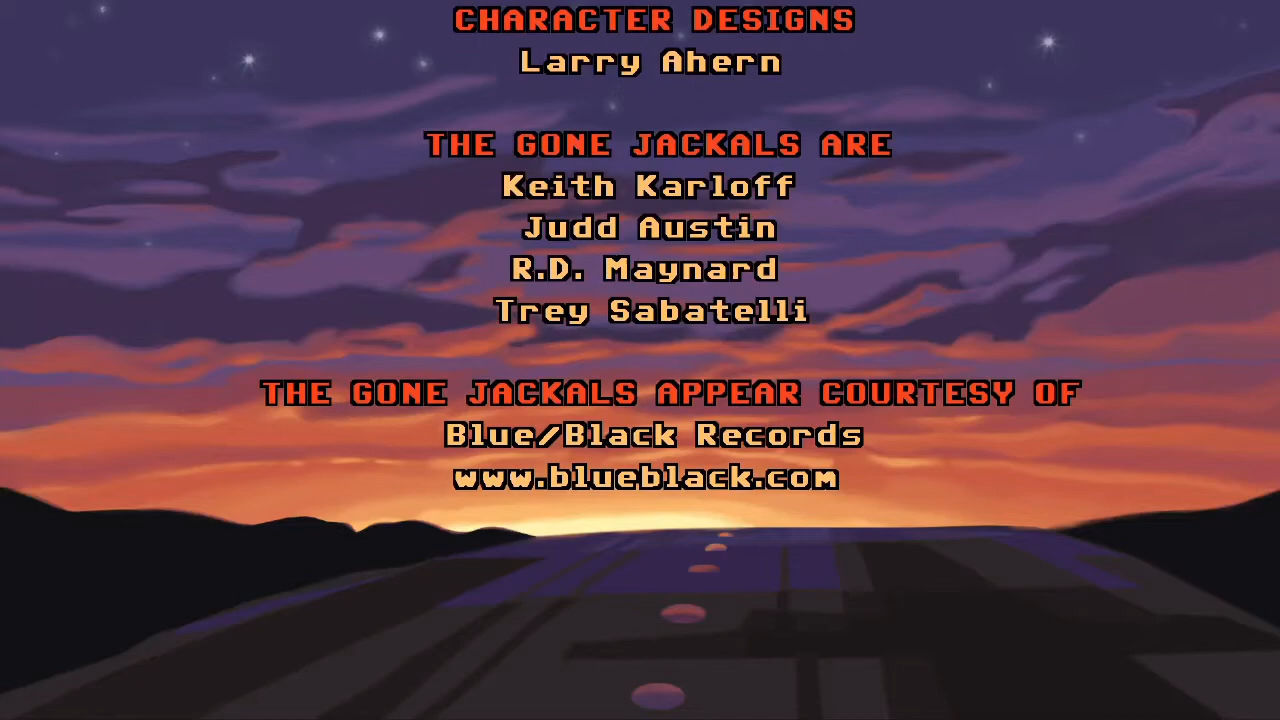 CHARACTER DESIGNS
Larry Ahern
THE GONE JACKALS ARE
Keith Karloff
Judd Austin
R.D. Maynard
Trey Sabatelli
THE GONE JACKALS APPEAR COURTESY OF
Blue/Black Records
www.blueblack.com